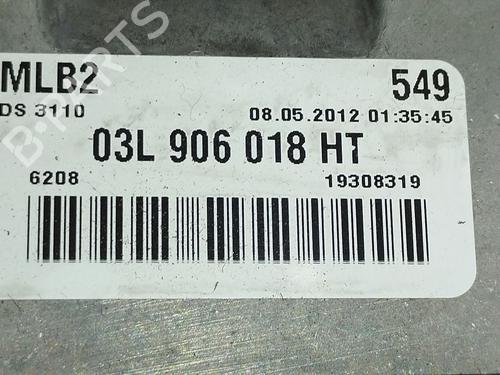 MLB2 549
DS 3110 08.05.2012 01:35:45
03L 906 018 HT
6208 19308319
B-PARTS